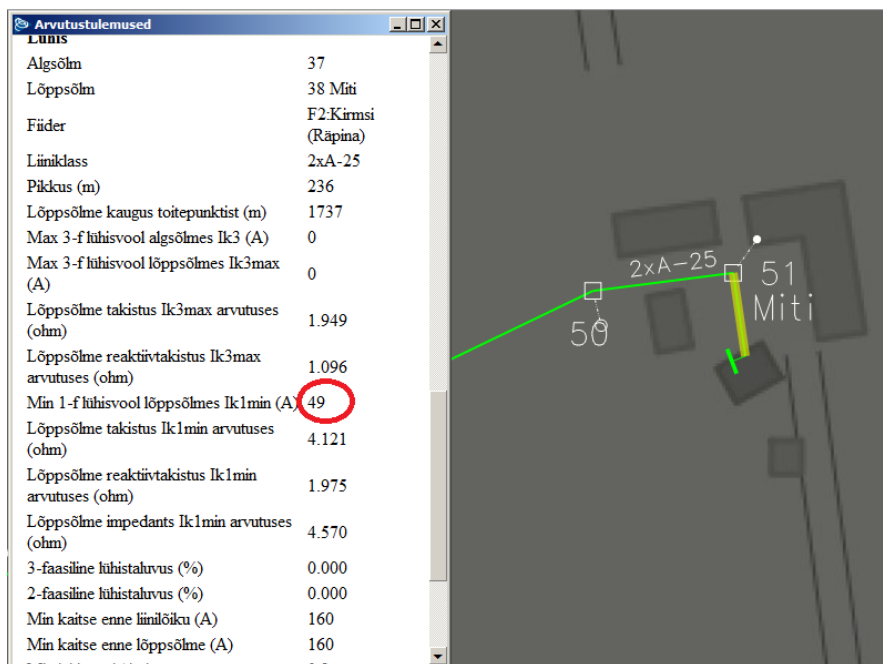 Arvutustulemused
Lühis
Algsõlm 37
Lõppsõlm 38 Miti
Fiider F2:Kirmsi
(Räpina)
Liiniklass 2xA-25
Pikkus (m) 236
Lõppsõlme kaugus toitepunktist (m) 1737
Max 3-f lühisvool algsõlmes Ik3 (A) 0
Max 3-f lühisvool lõppsõlmes Ik3max
(A) 0
Lõppsõlme takistus Ik3max arvutuses
(ohm) 1.949
Lõppsõlme reaktiivtakistus Ik3max
arvutuses (ohm) 1.096
Min 1-f lühisvool lõppsõlmes Ik1min (A) 49
Lõppsõlme takistus Ik1min arvutuses
(ohm) 4.121
Lõppsõlme reaktiivtakistus Ik1min
arvutuses (ohm) 1.975
Lõppsõlme impedants Ik1min arvutuses
(ohm) 4.570
3-faasiline lühistaluvus (%) 0.000
2-faasiline lühistaluvus (%) 0.000
Min kaitse enne liinilõiku (A) 160
Min kaitse enne lõppsõlme (A) 160
2xA-25
51
Miti
50